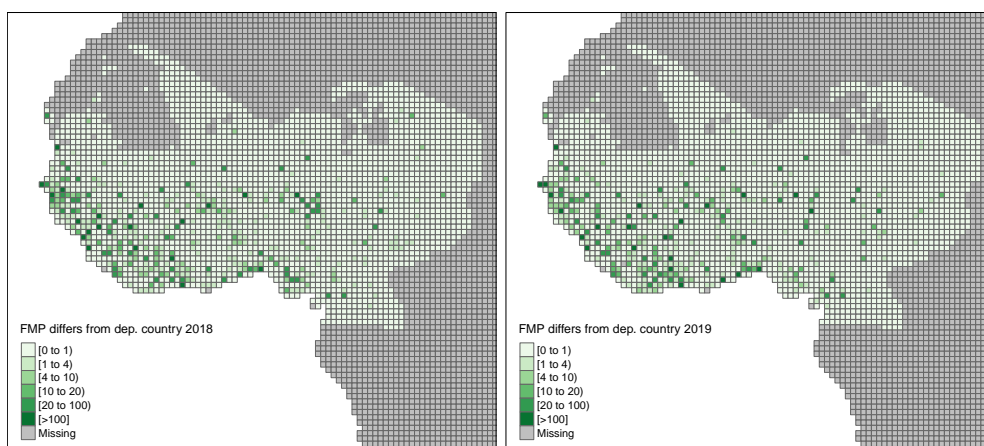 FMP differs from dep. country 2018
[0 to 1)
[1 to 4)
[4 to 10)
[10 to 20)
[20 to 100)
[>100]
Missing
FMP differs from dep. country 2019
[0 to 1)
[1 to 4)
[4 to 10)
[10 to 20)
[20 to 100)
[>100]
Missing